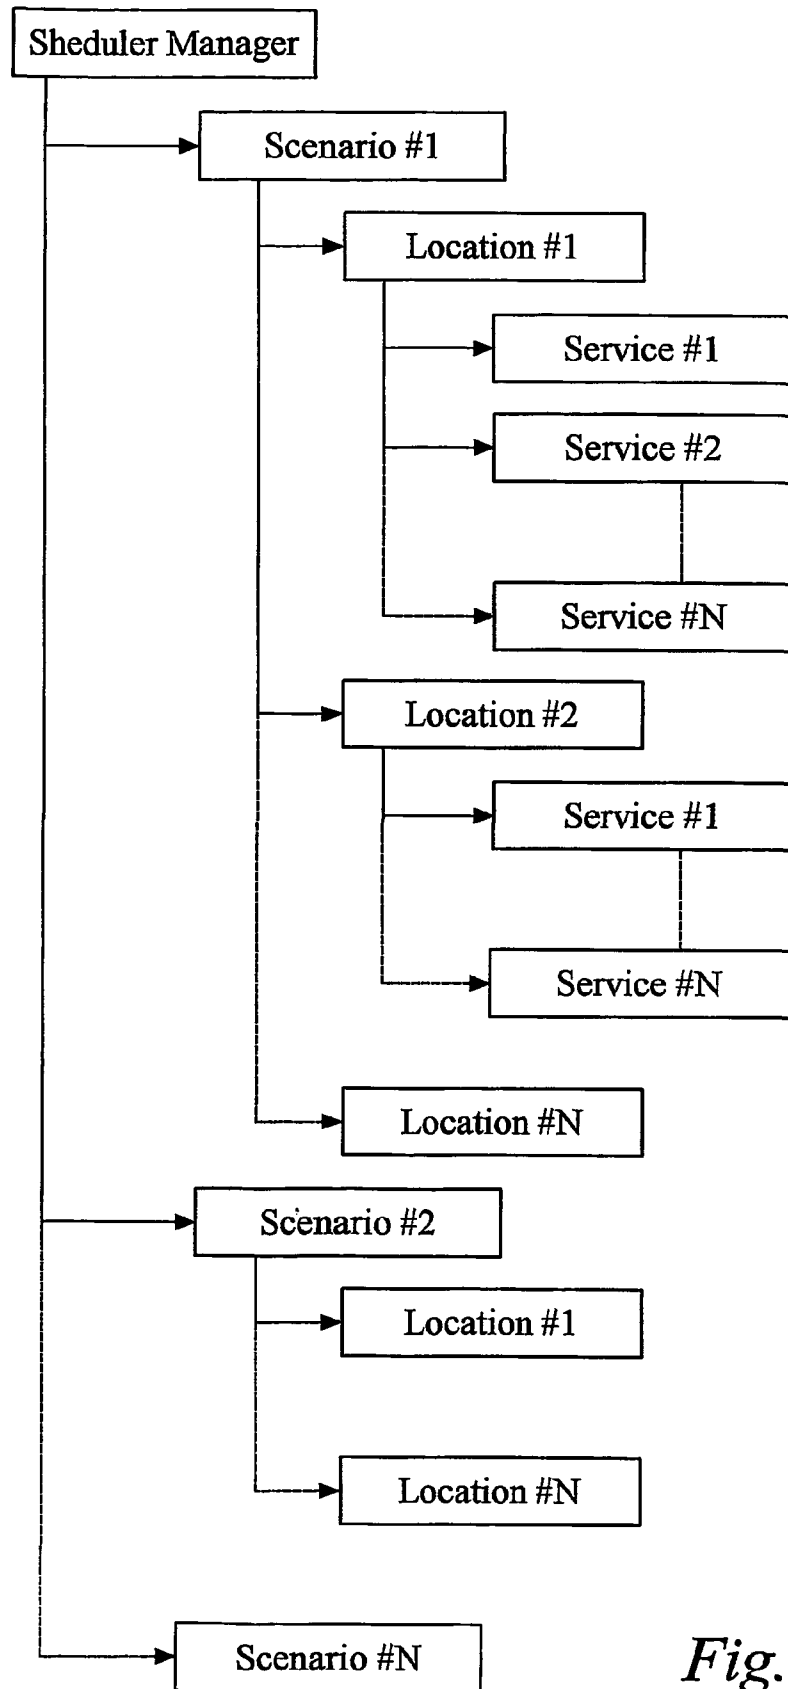 Sheduler Manager
Scenario #1
Location #1
Service #1
Service #2
Service #N
Location #2
Service #1
Service #N
Location #N
Scenario #2
Location #1
Location #N
Scenario #N
Fig.